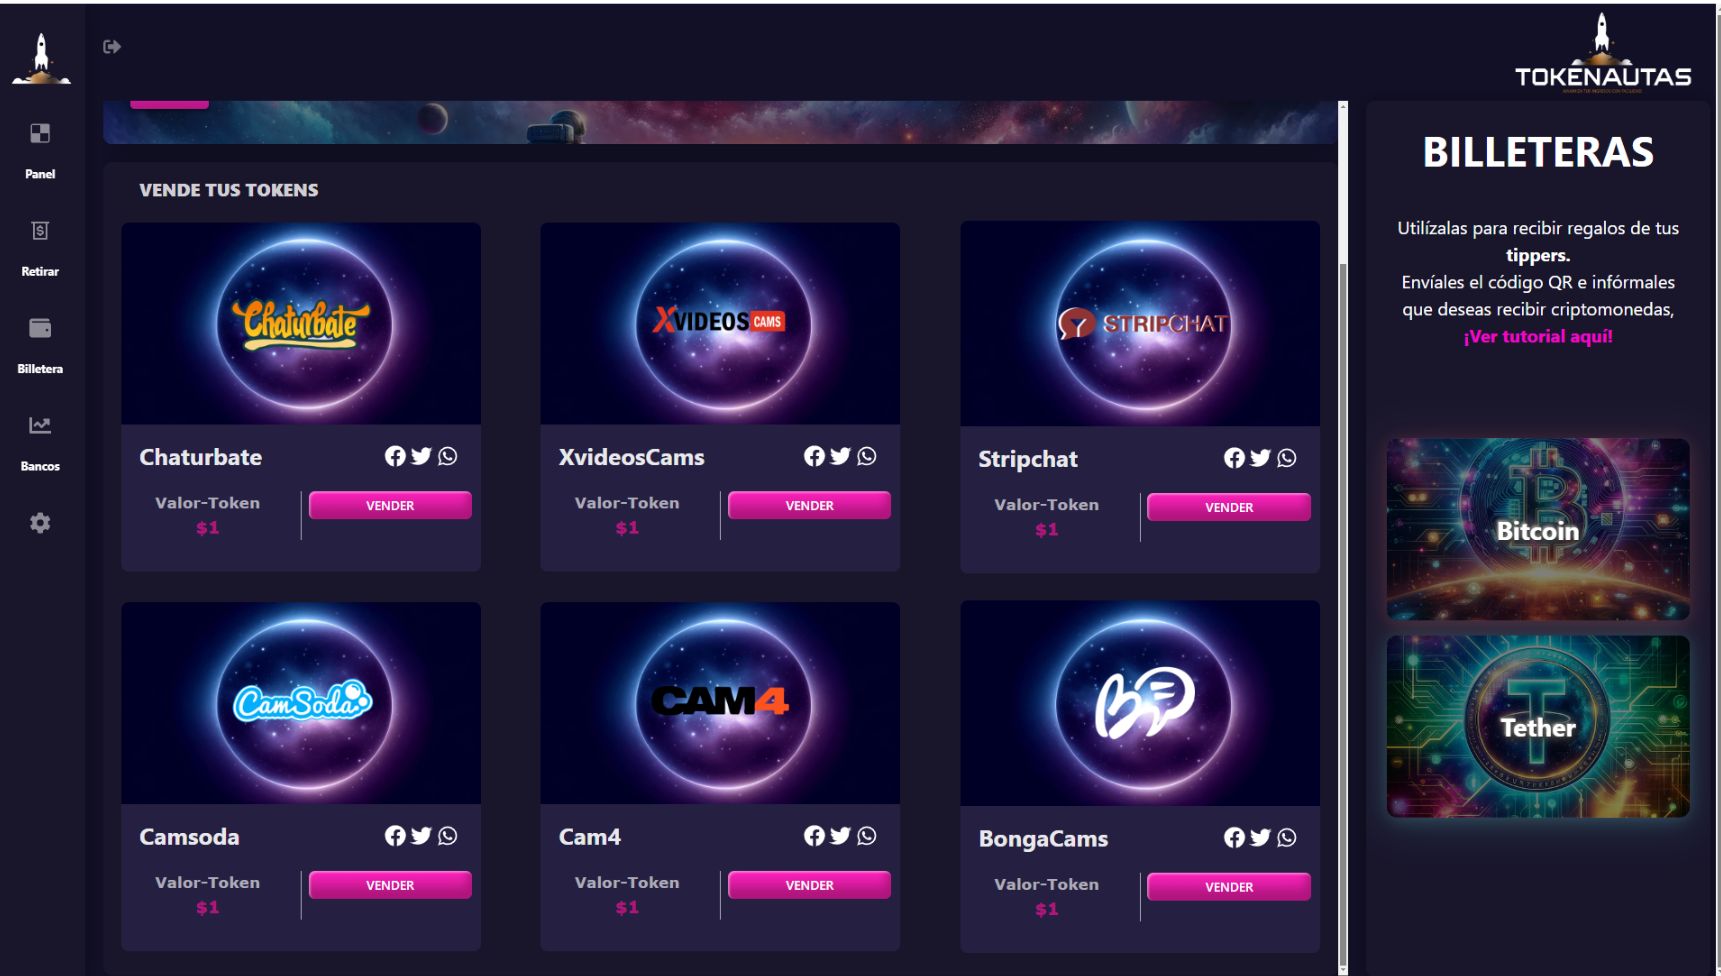 TOKENAUTAS
Panel
Retirar
Billetera
Bancos
VENDE TUS TOKENS
Chaturbate
XVIDEOS CAMS
STRIPCHAT
Chaturbate
XvideosCams
Stripchat
Valor-Token
$1
VENDER
Valor-Token
$1
VENDER
Valor-Token
$1
VENDER
CamSoda
CAM4
Camsoda
Cam4
BongaCams
Valor-Token
$1
VENDER
Valor-Token
$1
VENDER
Valor-Token
$1
VENDER
BILLETERAS
Utilízalas para recibir regalos de tus
tippers.
Envíales el código QR e infórmales
que deseas recibir criptomonedas,
¡Ver tutorial aquí!
Bitcoin
Tether